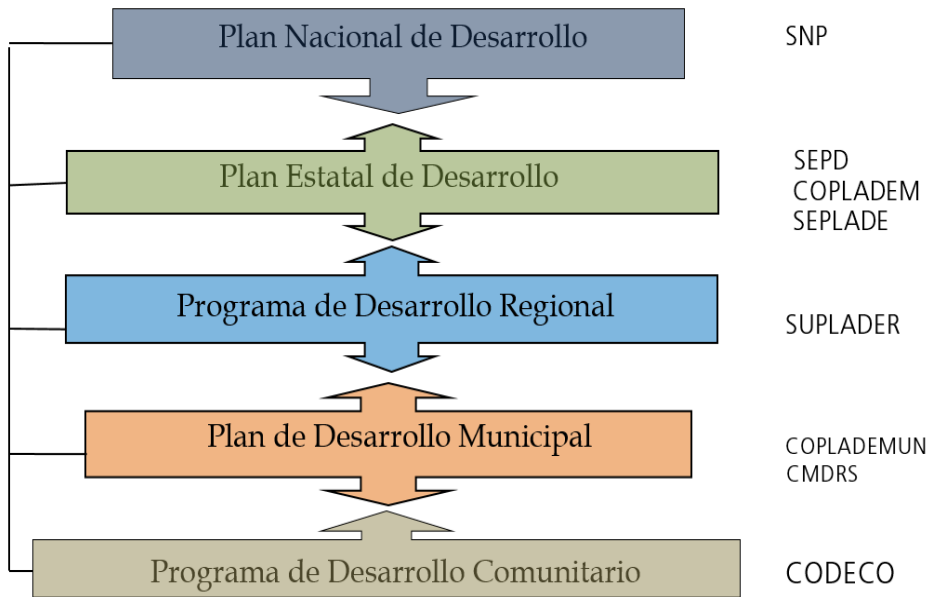 Plan Nacional de Desarrollo
SNP
Plan Estatal de Desarrollo
SEPD
COPLADEM
SEPLADE
Programa de Desarrollo Regional
SUPLADER
Plan de Desarrollo Municipal
COPLADEMUN
CMDRS
Programa de Desarrollo Comunitario
CODECO